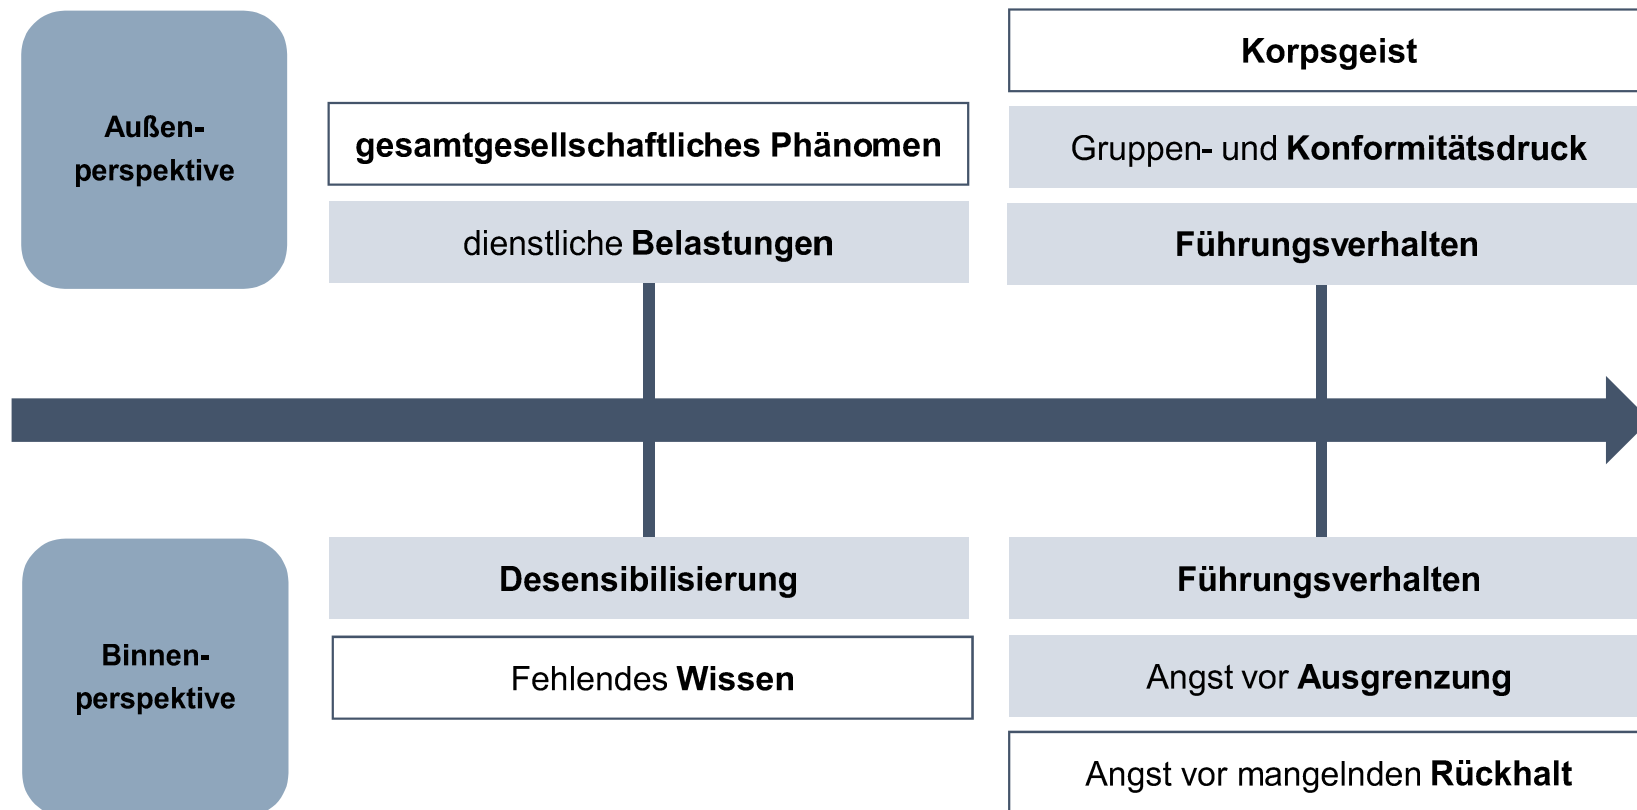 Außen-
perspektive
gesamtgesellschaftliches Phänomen
dienstliche Belastungen
Korpsgeist
Gruppen- und Konformitätsdruck
Führungsverhalten
Binnen-
perspektive
Desensibilisierung
Fehlendes Wissen
Führungsverhalten
Angst vor Ausgrenzung
Angst vor mangelnden Rückhalt